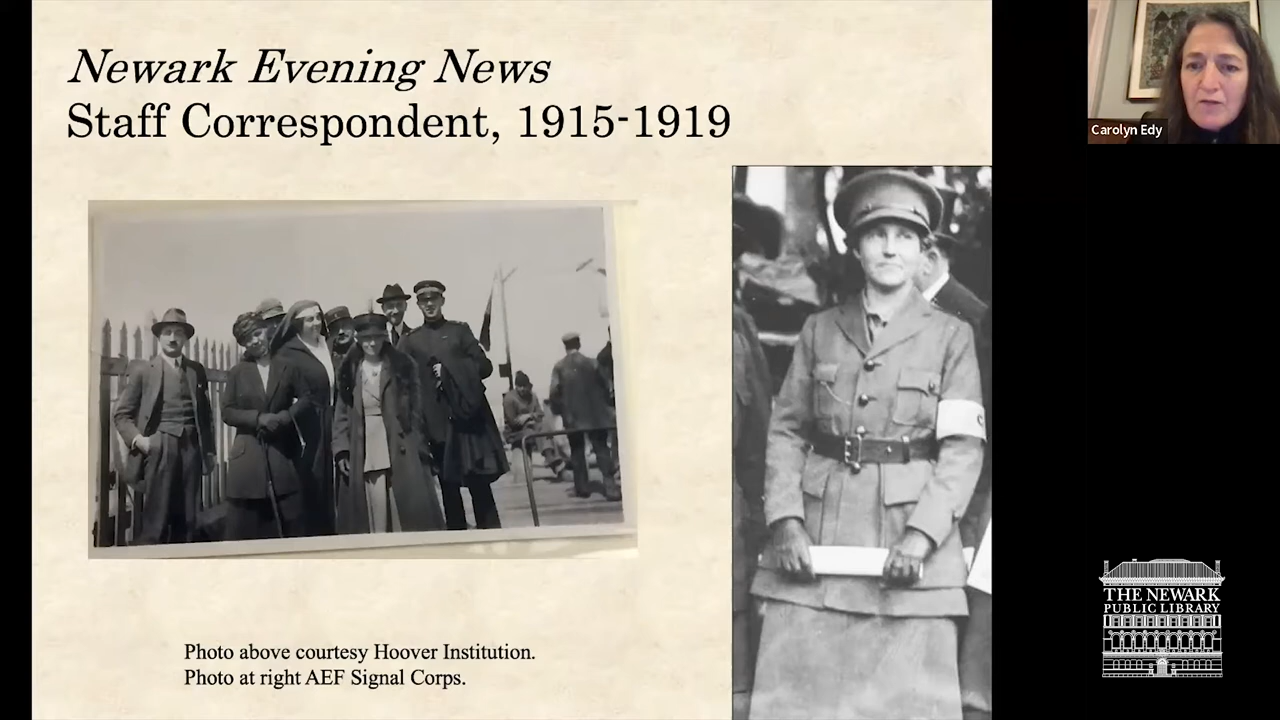 Newark Evening News
Staff Correspondent, 1915-1919
Carolyn Edy
Photo above courtesy Hoover Institution.
Photo at right AEF Signal Corps.
THE NEWARK
PUBLIC LIBRARY